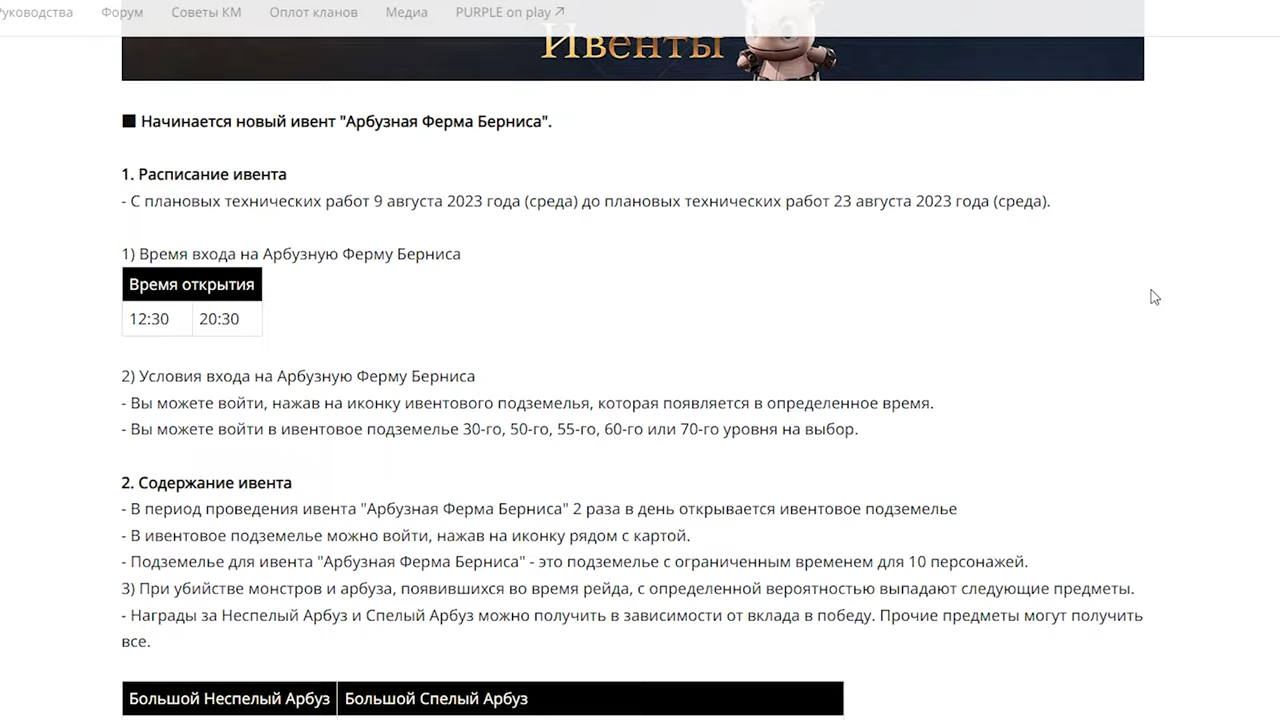 Руководства Форум Советы КМ Оплот кланов Медиа PURPLE on play ↗
Ивенты
■ Начинается новый ивент "Арбузная Ферма Берниса".
1. Расписание ивента
- С плановых технических работ 9 августа 2023 года (среда) до плановых технических работ 23 августа 2023 года (среда).
1) Время входа на Арбузную Ферму Берниса
Время открытия
12:30 20:30
2) Условия входа на Арбузную Ферму Берниса
- Вы можете войти, нажав на иконку ивентового подземелья, которая появляется в определенное время.
- Вы можете войти в ивентовое подземелье 30-го, 50-го, 55-го, 60-го или 70-го уровня на выбор.
2. Содержание ивента
- В период проведения ивента "Арбузная Ферма Берниса" 2 раза в день открывается ивентовое подземелье
- В ивентовое подземелье можно войти, нажав на иконку рядом с картой.
- Подземелье для ивента "Арбузная Ферма Берниса" - это подземелье с ограниченным временем для 10 персонажей.
3) При убийстве монстров и арбуза, появившихся во время рейда, с определенной вероятностью выпадают следующие предметы.
- Награды за Неспелый Арбуз и Спелый Арбуз можно получить в зависимости от вклада в победу. Прочие предметы могут получить
все.
Большой Неспелый Арбуз Большой Спелый Арбуз